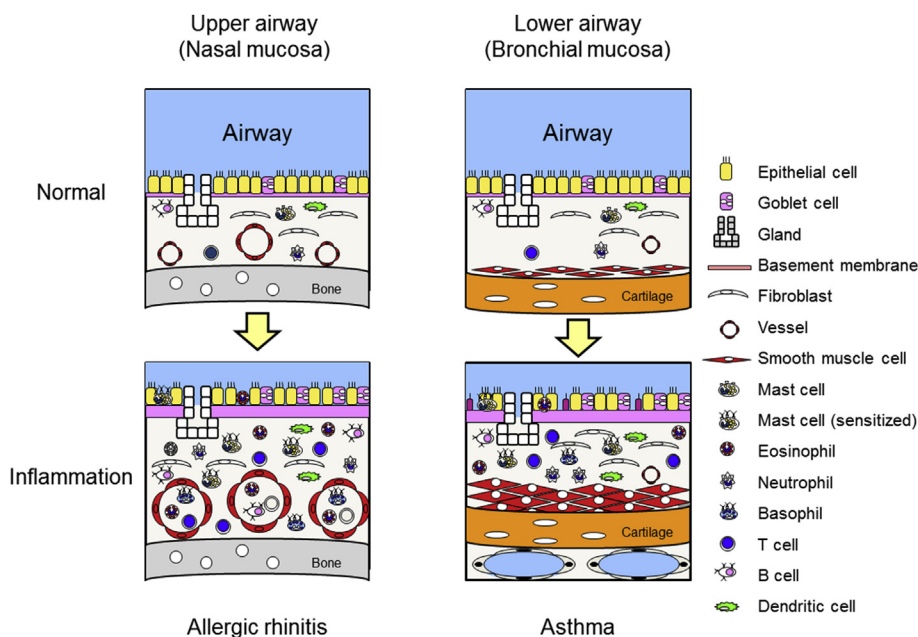 Upper airway
(Nasal mucosa)
Lower airway
(Bronchial mucosa)
Normal
Airway
Bone
Airway
Cartilage
Inflammation
Bone
Cartilage
Allergic rhinitis
Asthma
Epithelial cell
Goblet cell
Gland
Basement membrane
Fibroblast
Vessel
Smooth muscle cell
Mast cell
Mast cell (sensitized)
Eosinophil
Neutrophil
Basophil
T cell
B cell
Dendritic cell